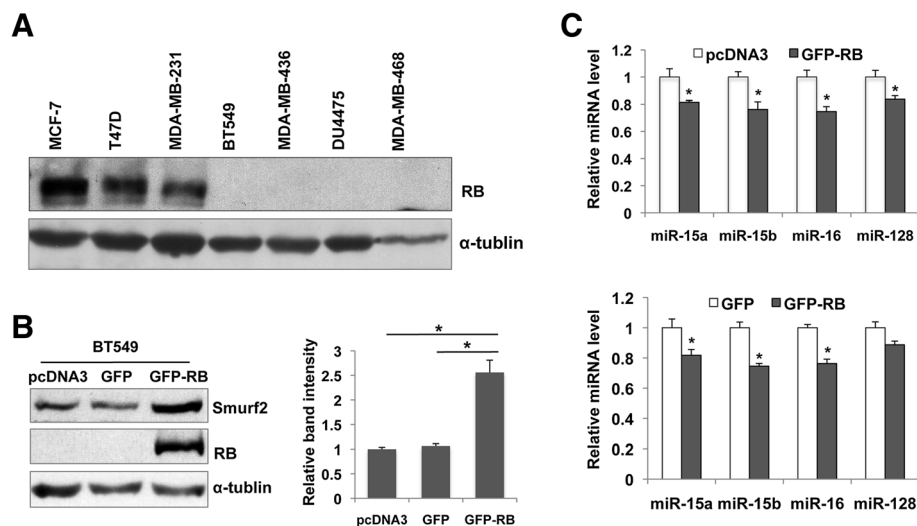 A
MCF-7
T47D
MDA-MB-231
BT549
MDA-MB-436
DU4475
MDA-MB-468
RB
α-tublin
B
BT549
pcDNA3 GFP GFP-RB
Smurf2
RB
α-tublin
Relative band intensity
3
2.5
2
1.5
1
0.5
0
* 
*
pcDNA3 GFP GFP-RB
C
pcDNA3 GFP-RB
Relative miRNA level
1.2
1
0.8
0.6
0.4
0.2
0
* * * *
miR-15a miR-15b miR-16 miR-128
GFP GFP-RB
Relative miRNA level
1.2
1
0.8
0.6
0.4
0.2
0
* * *
miR-15a miR-15b miR-16 miR-128